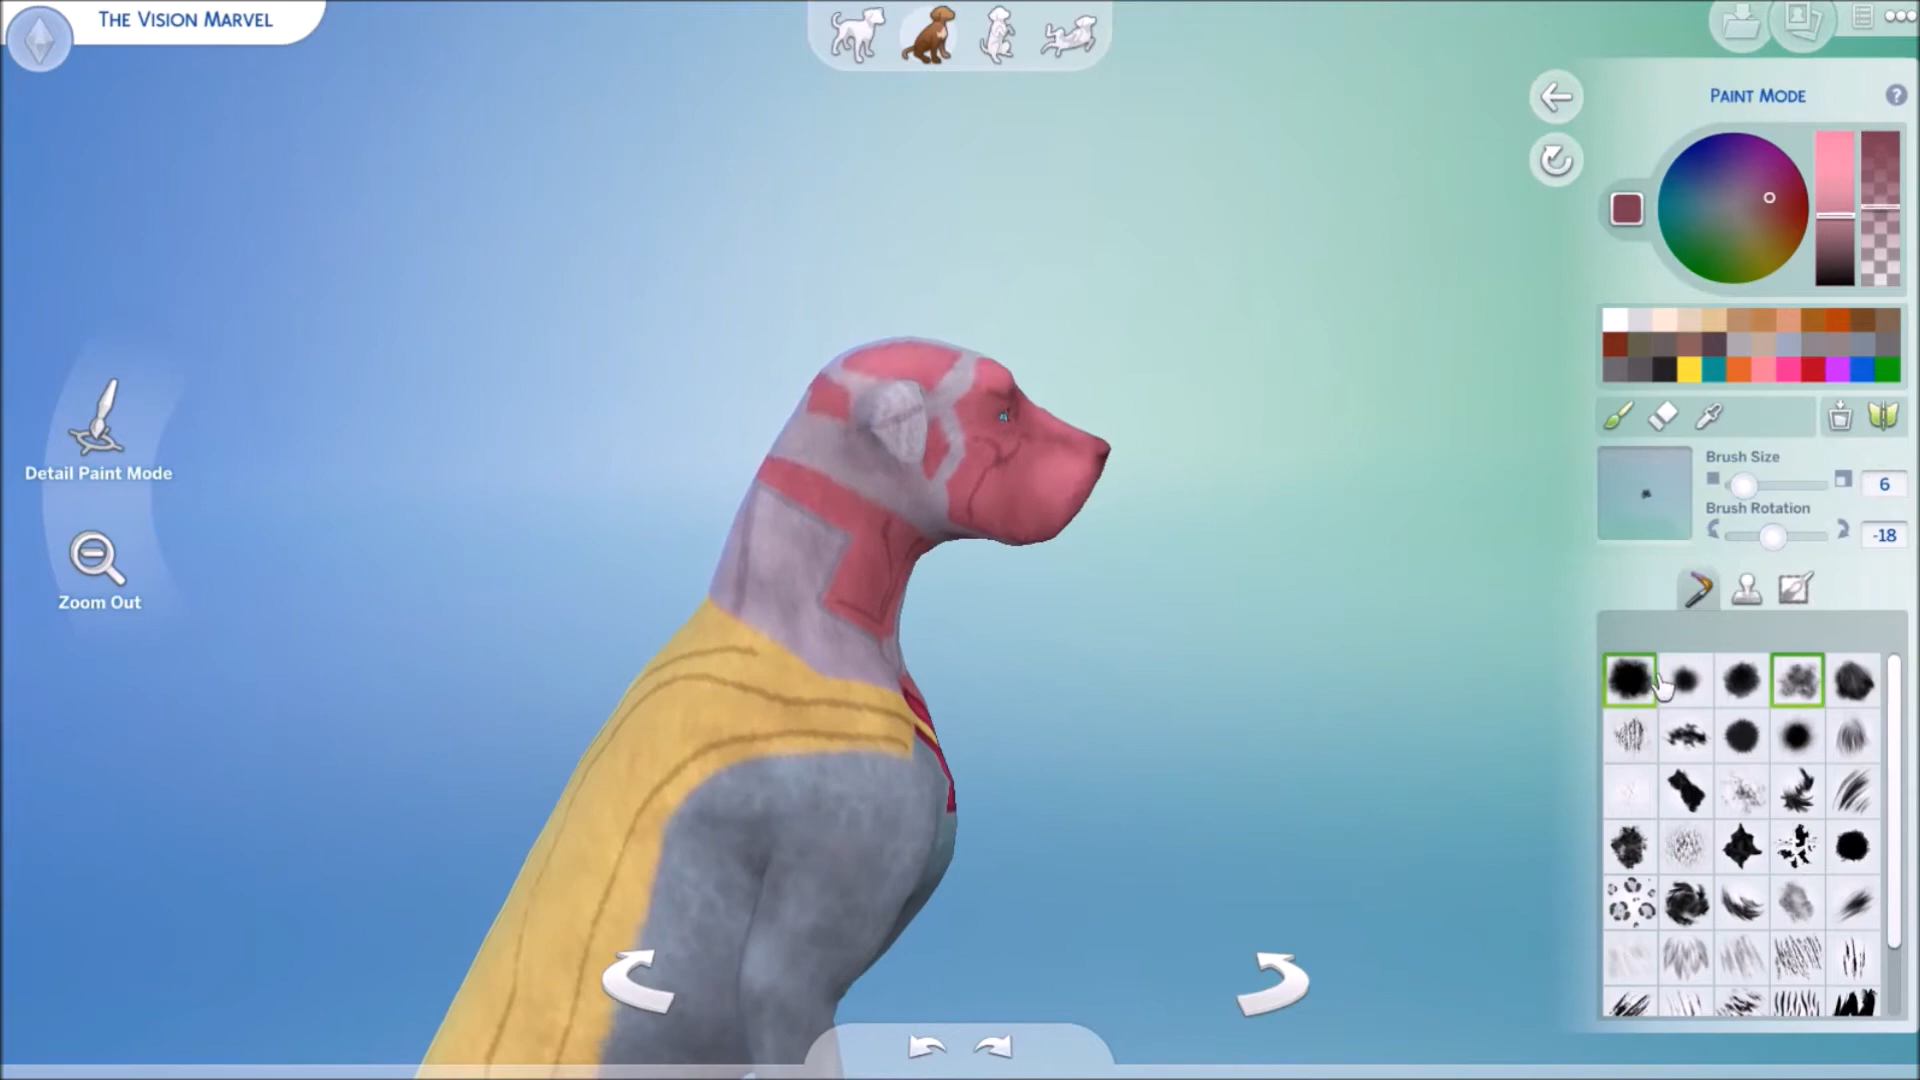 THE VISION MARVEL
PAINT MODE
?
Brush Size
6
Brush Rotation
-18
Detail Paint Mode
Zoom Out